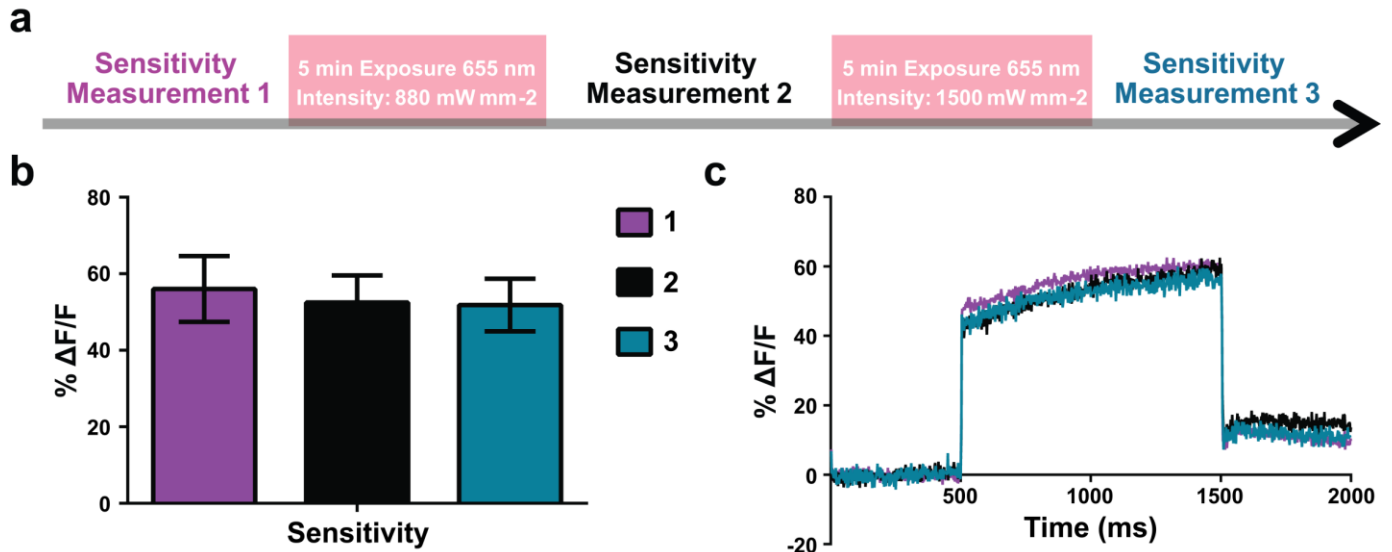 a
Sensitivity
Measurement 1
5 min Exposure 655 nm
Intensity: 880 mW mm-2
Sensitivity
Measurement 2
5 min Exposure 655 nm
Intensity: 1500 mW mm-2
Sensitivity
Measurement 3
b
80
60
40
20
0
% ΔF/F
Sensitivity
1
2
3
c
80
60
40
20
0
-20
% ΔF/F
500
1000
1500
2000
Time (ms)